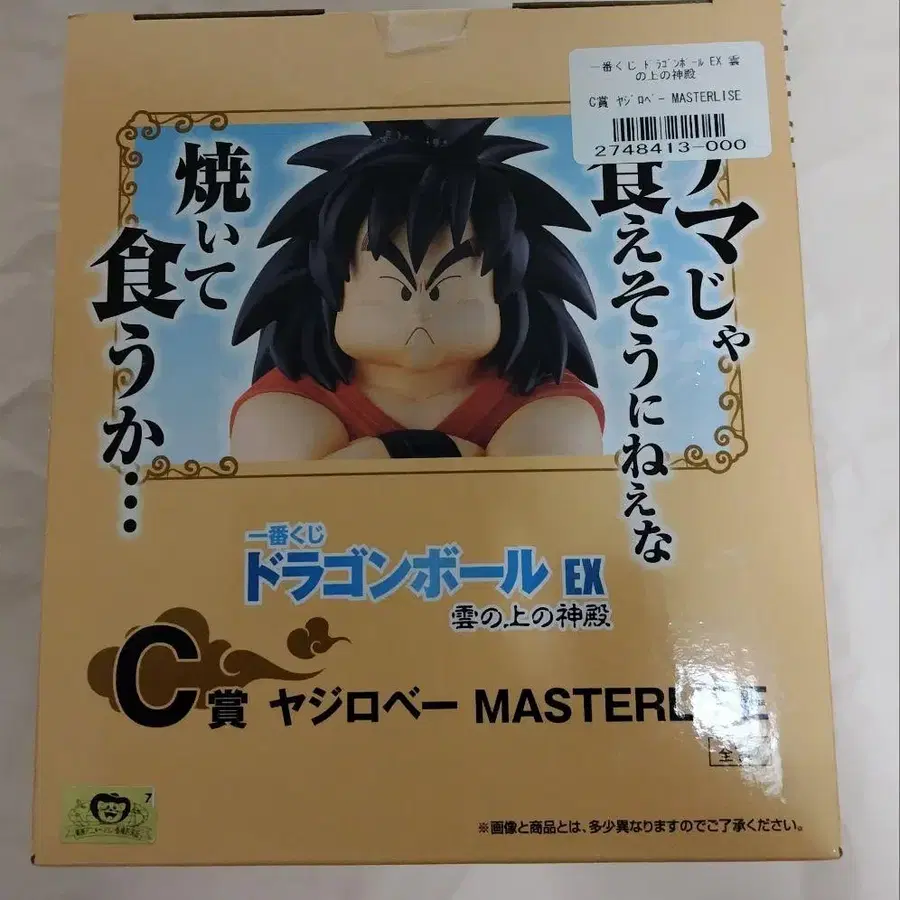 一番くじ ﾄﾞﾗｺﾞﾝﾎﾞｰﾙ EX 雲
の上の神殿
C賞 ﾔｼﾞﾛﾍﾞｰ MASTERLISE
2748413-000
マじゃ
食えそうにねぇな
焼いて
食うか…
一番くじ
ドラゴンボール EX
雲の上の神殿
C賞 ヤジロベー MASTERLISE
7
※画像と商品とは、多少異なりますのでご了承ください。